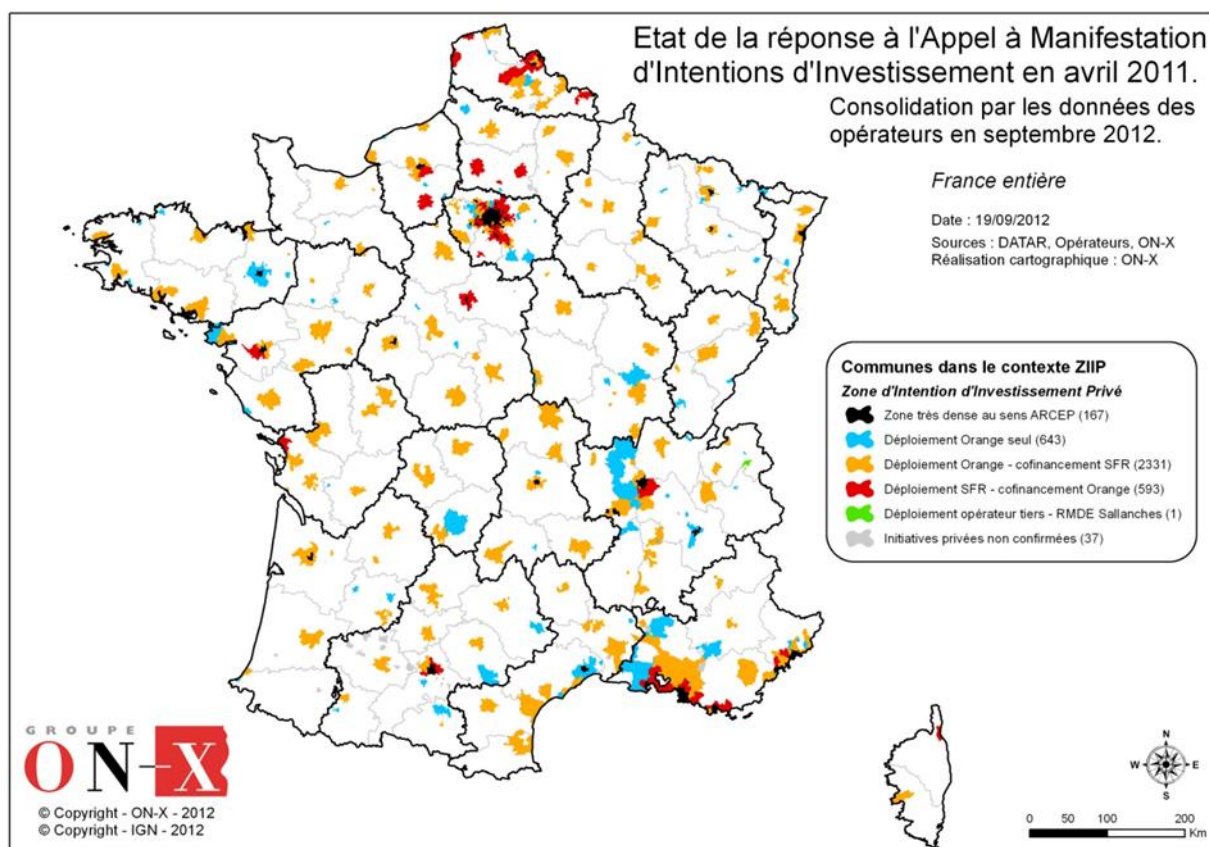 Etat de la réponse à l'Appel à Manifestation
d'Intentions d'Investissement en avril 2011.
Consolidation par les données des
opérateurs en septembre 2012.
France entière
Date : 19/09/2012
Sources : DATAR, Opérateurs, ON-X
Réalisation cartographique : ON-X
Communes dans le contexte ZIIP
Zone d'Intention d'Investissement Privé
Zone très dense au sens ARCEP (167)
Déploiement Orange seul (643)
Déploiement Orange - cofinancement SFR (2331)
Déploiement SFR - cofinancement Orange (593)
Déploiement opérateur tiers - RMDE Sallanches (1)
Initiatives privées non confirmées (37)
GROUPE
ON-X
© Copyright - ON-X - 2012
© Copyright - IGN - 2012
N
W E
S
0 50 100 200
Km